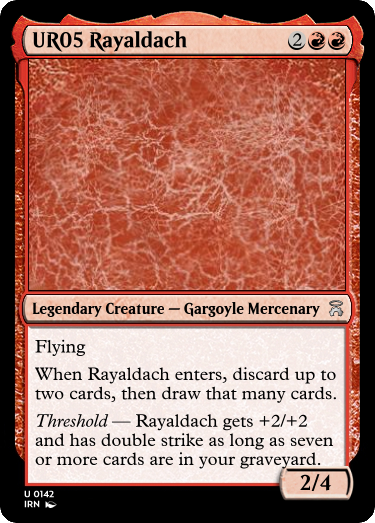 UR05 Rayaldach 2
Legendary Creature — Gargoyle Mercenary
Flying
When Rayaldach enters, discard up to
two cards, then draw that many cards.
Threshold — Rayaldach gets +2/+2
and has double strike as long as seven
or more cards are in your graveyard.
2/4
U 0142
IRN